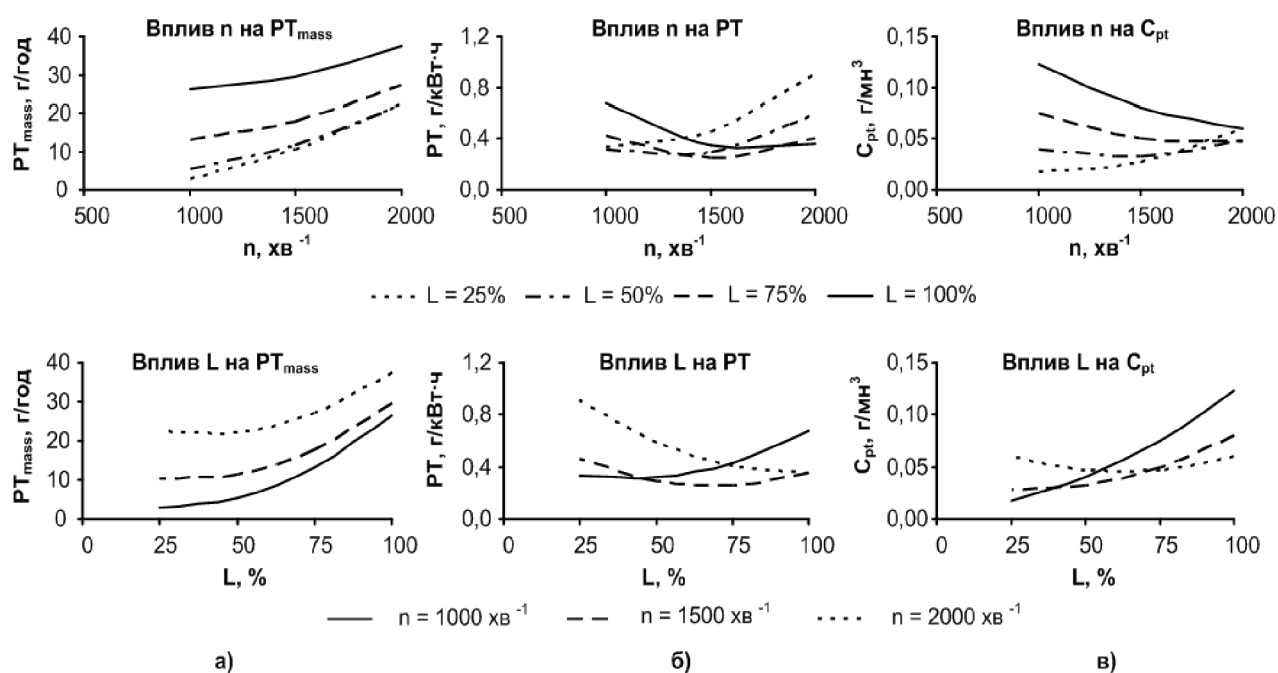 Вплив n на PTmass
PTmass, г/год
40
30
20
10
0
500 1000 1500 2000
n, хв -1
Вплив n на PT
PT, г/кВт·ч
1,2
0,8
0,4
0,0
500 1000 1500 2000
n, хв -1
Вплив n на Cpt
Cpt, г/мн³
0,15
0,10
0,05
0,00
500 1000 1500 2000
n, хв -1
L = 25% L = 50% L = 75% L = 100%
Вплив L на PTmass
PTmass, г/год
40
30
20
10
0
0 25 50 75 100
L, %
Вплив L на PT
PT, г/кВт·ч
1,2
0,8
0,4
0,0
0 25 50 75 100
L, %
Вплив L на Cpt
Cpt, г/мн³
0,15
0,10
0,05
0,00
0 25 50 75 100
L, %
n = 1000 хв -1 n = 1500 хв -1 n = 2000 хв -1
а) б) в)